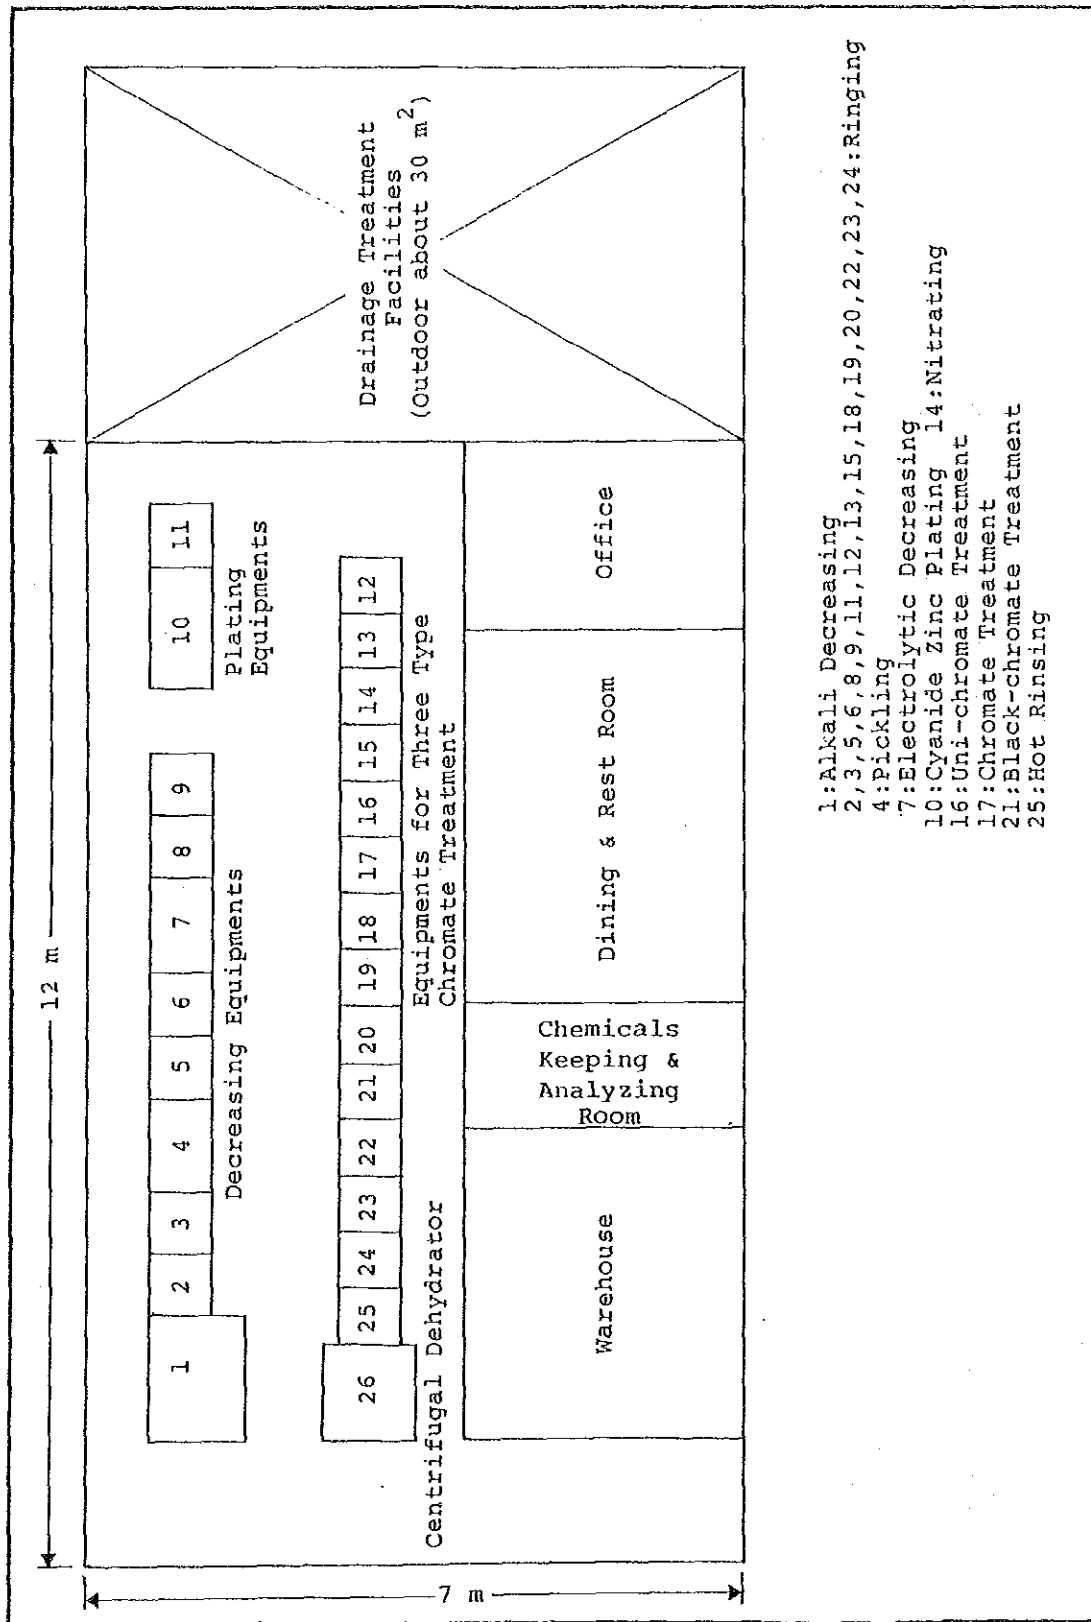 12 m
7 m
1
2
3
4
5
6
7
8
9
Decreasing Equipments
10
11
Plating
Equipments
26
25
24
23
22
21
20
19
18
17
16
15
14
13
12
Centrifugal Dehydrator
Equipments for Three Type
Chromate Treatment
Warehouse
Chemicals
Keeping &
Analyzing
Room
Dining & Rest Room
Office
Drainage Treatment
Facilities
(Outdoor about 30 m²)
1:Alkali Decreasing
2,3,5,6,8,9,11,12,13,15,18,19,20,22,23,24:Ringing
4:Pickling
7:Electrolytic Decreasing
10:Cyanide Zinc Plating 14:Nitrating
16:Uni-chromate Treatment
17:Chromate Treatment
21:Black-chromate Treatment
25:Hot Rinsing